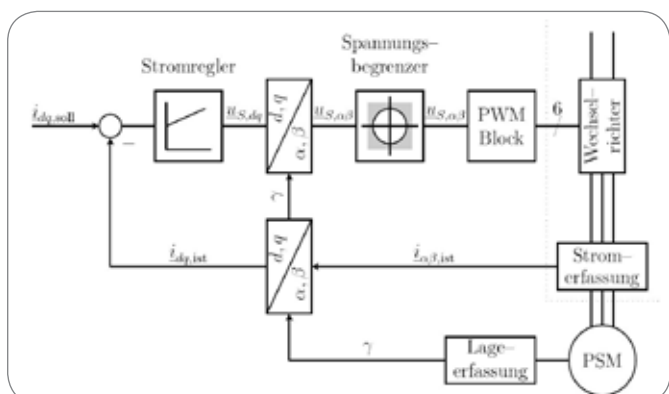 Spannungs–
begrenzer
Stromregler
i_dq,soll
–
u_S,dq
d, q
α, β
u_S,αβ
u_S,αβ
PWM
Block
6
Wechsel–
richter
γ
i_dq,ist
d, q
α, β
i_αβ,ist
Strom–
erfassung
γ
Lage–
erfassung
PSM